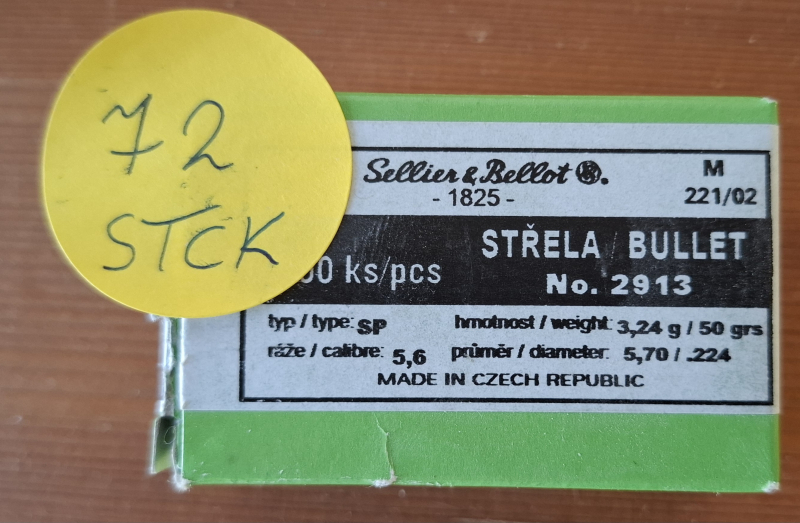 72
STCK
Sellier & Bellot
- 1825 -
M
221/02
STŘELA / BULLET
No. 2913
ks/pcs
typ / type: SP
hmotnost / weight: 3,24 g / 50 grs
ráže / calibre: 5,6
průměr / diameter: 5,70 / .224
MADE IN CZECH REPUBLIC